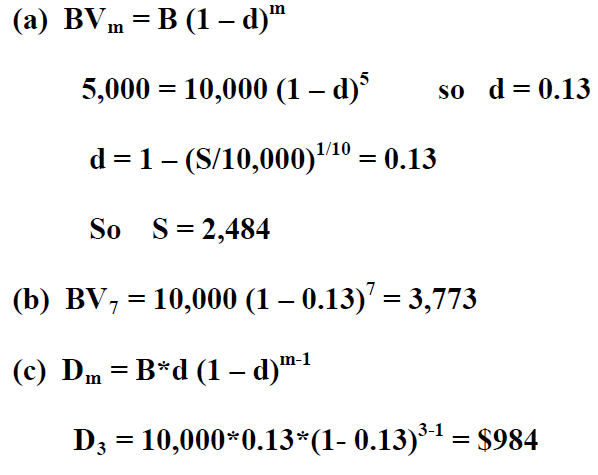 (a) BVₘ = B (1 – d)ᵐ
5,000 = 10,000 (1 – d)⁵ so d = 0.13
d = 1 – (S/10,000)¹/¹⁰ = 0.13
So S = 2,484
(b) BV₇ = 10,000 (1 – 0.13)⁷ = 3,773
(c) Dₘ = B*d (1 – d)ᵐ⁻¹
D₃ = 10,000*0.13*(1- 0.13)³⁻¹ = $984